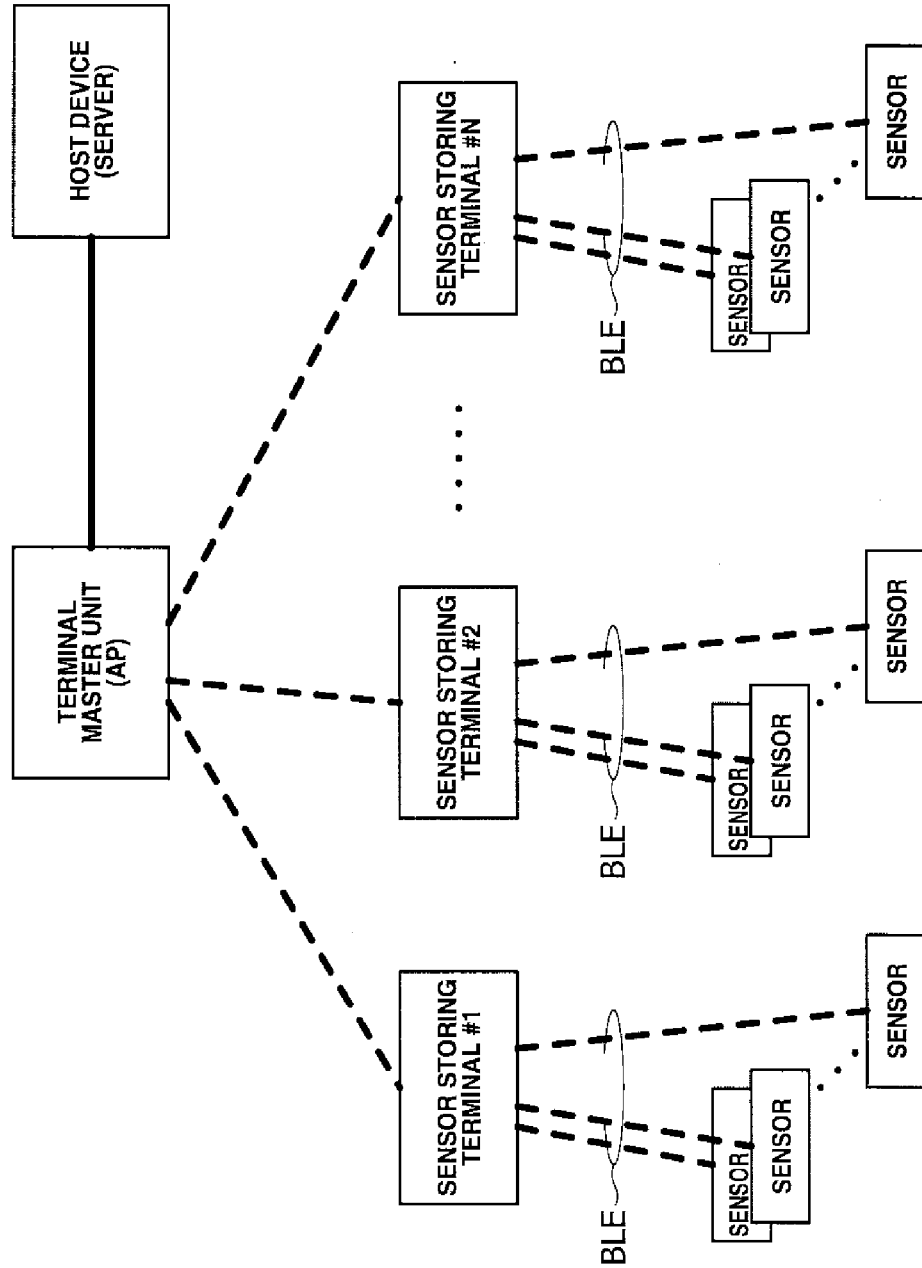 TERMINAL
MASTER UNIT
(AP)
HOST DEVICE
(SERVER)
SENSOR STORING
TERMINAL #1
SENSOR STORING
TERMINAL #2
SENSOR STORING
TERMINAL #N
BLE
BLE
BLE
SENSOR
SENSOR
SENSOR
SENSOR
SENSOR
SENSOR
SENSOR
SENSOR
SENSOR